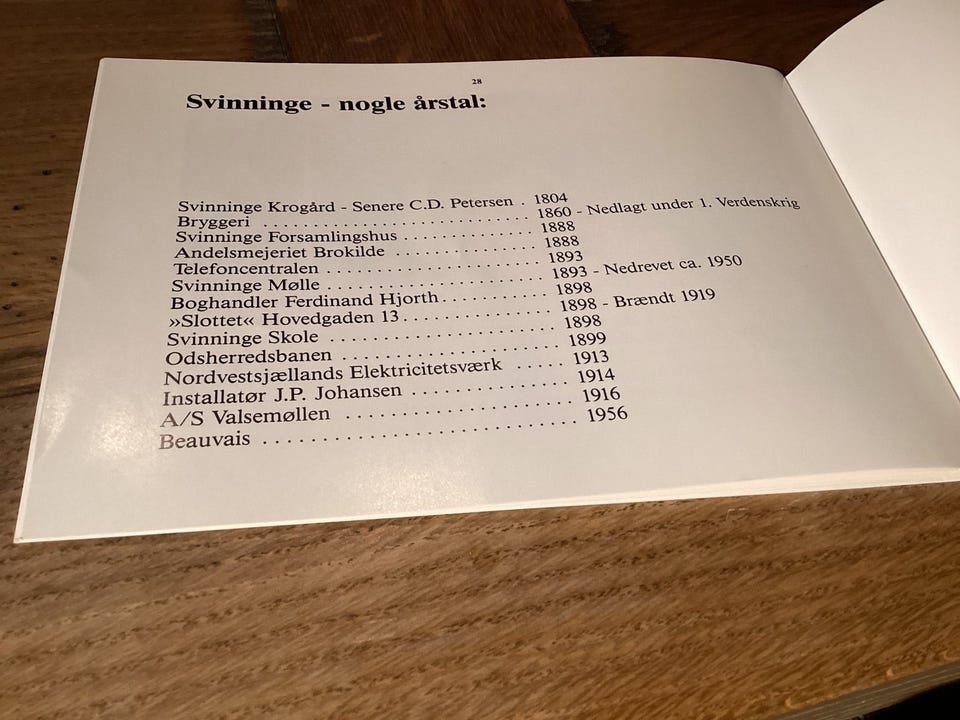 28
Svinninge - nogle årstal:
Svinninge Krogård - Senere C.D. Petersen . 1804
Bryggeri ................................ 1860 - Nedlagt under 1. Verdenskrig
Svinninge Forsamlingshus ............... 1888
Andelsmejeriet Brokilde ................ 1888
Telefoncentralen ......................... 1893
Svinninge Mølle ......................... 1893 - Nedrevet ca. 1950
Boghandler Ferdinand Hjorth ............ 1898
»Slottet« Hovedgaden 13 ................. 1898 - Brændt 1919
Svinninge Skole ......................... 1898
Odsherredsbanen ........................ 1899
Nordvestsjællands Elektricitetsværk ..... 1913
Installatør J.P. Johansen ................ 1914
A/S Valsemøllen ......................... 1916
Beauvais ................................ 1956